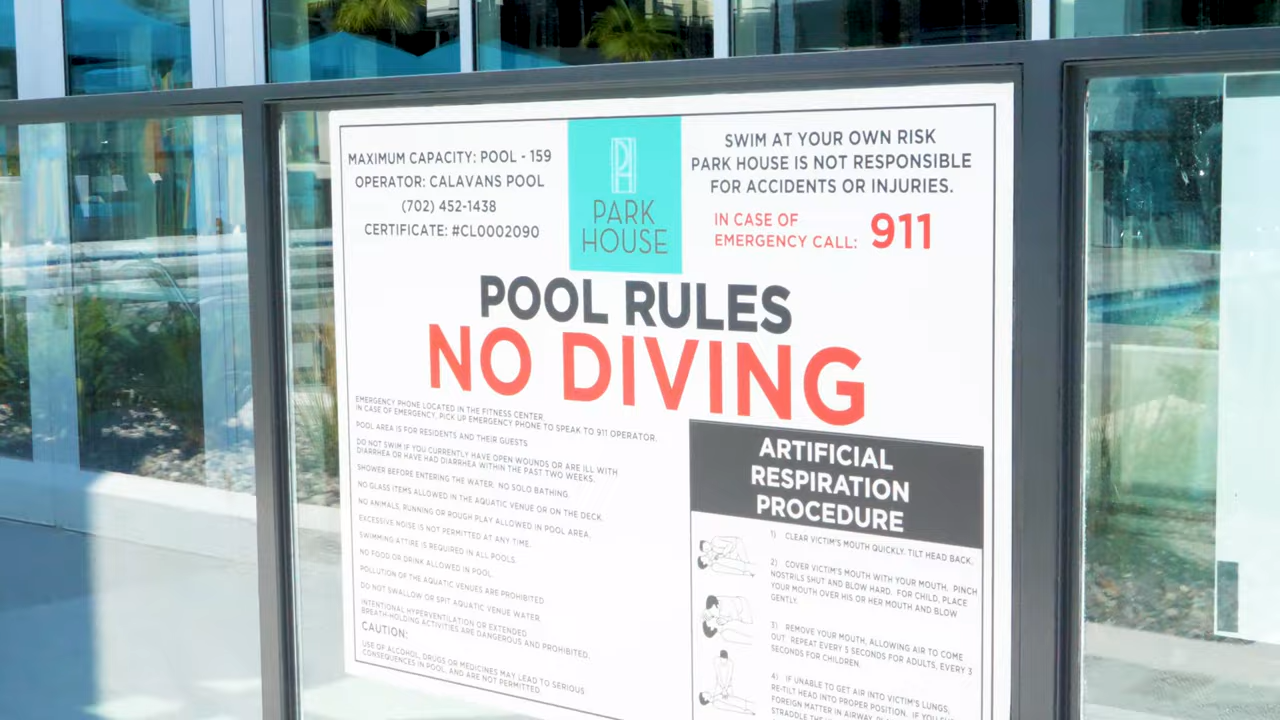 MAXIMUM CAPACITY: POOL - 159
OPERATOR: CALAVANS POOL
(702) 452-1438
CERTIFICATE: #CL0002090
PARK
HOUSE
SWIM AT YOUR OWN RISK
PARK HOUSE IS NOT RESPONSIBLE
FOR ACCIDENTS OR INJURIES.
IN CASE OF
EMERGENCY CALL: 911
POOL RULES
NO DIVING
EMERGENCY PHONE LOCATED IN THE FITNESS CENTER
IN CASE OF EMERGENCY, PICK UP EMERGENCY PHONE TO SPEAK TO 911 OPERATOR.
POOL AREA IS FOR RESIDENTS AND THEIR GUESTS
DO NOT SWIM IF YOU CURRENTLY HAVE OPEN WOUNDS OR ARE ILL WITH
DIARRHEA OR HAVE HAD DIARRHEA WITHIN THE PAST TWO WEEKS.
SHOWER BEFORE ENTERING THE WATER. NO SOLO BATHING.
NO GLASS ITEMS ALLOWED IN THE AQUATIC VENUE OR ON THE DECK.
NO ANIMALS, RUNNING OR ROUGH PLAY ALLOWED IN POOL AREA.
EXCESSIVE NOISE IS NOT PERMITTED AT ANY TIME.
SWIMMING ATTIRE IS REQUIRED IN ALL POOLS.
NO FOOD OR DRINK ALLOWED IN POOL.
POLLUTION OF THE AQUATIC VENUES ARE PROHIBITED.
DO NOT SWALLOW OR SPIT AQUATIC VENUE WATER.
INTENTIONAL HYPERVENTILATION OR EXTENDED
BREATH-HOLDING ACTIVITIES ARE DANGEROUS AND PROHIBITED.
CAUTION:
USE OF ALCOHOL, DRUGS OR MEDICINES MAY LEAD TO SERIOUS
CONSEQUENCES IN POOL, AND ARE NOT PERMITTED.
ARTIFICIAL
RESPIRATION
PROCEDURE
1) CLEAR VICTIM'S MOUTH QUICKLY. TILT HEAD BACK.
2) COVER VICTIM'S MOUTH WITH YOUR MOUTH. PINCH
NOSTRILS SHUT AND BLOW HARD. FOR CHILD, PLACE
YOUR MOUTH OVER HIS OR HER MOUTH AND BLOW
GENTLY.
3) REMOVE YOUR MOUTH, ALLOWING AIR TO COME
OUT. REPEAT EVERY 5 SECONDS FOR ADULTS, EVERY 3
SECONDS FOR CHILDREN.
4) IF UNABLE TO GET AIR INTO VICTIM'S LUNGS,
RE-TILT HEAD INTO PROPER POSITION. IF
FOREIGN MATTER IN AIRWAY,
STRADDLE